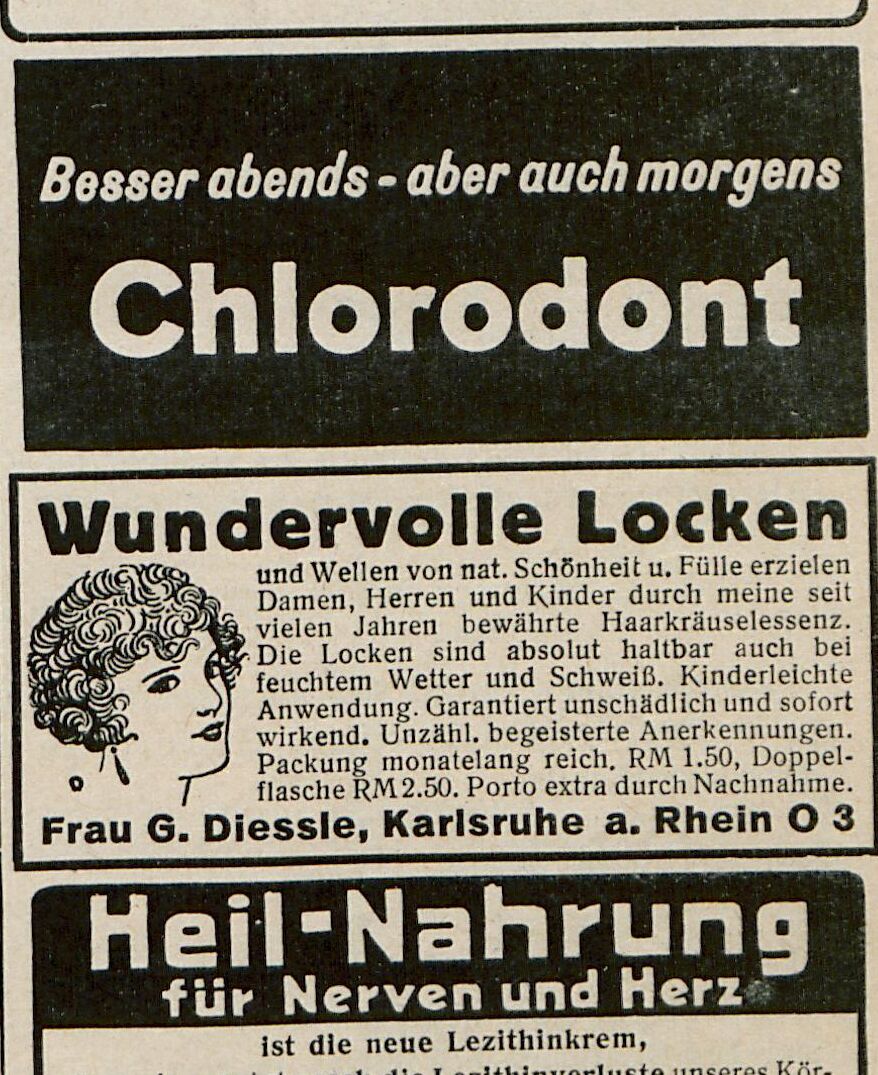 Besser abends - aber auch morgens
Chlorodont
Wundervolle Locken
und Wellen von nat. Schönheit u. Fülle erzielen
Damen, Herren und Kinder durch meine seit
vielen Jahren bewährte Haarkräuselessenz.
Die Locken sind absolut haltbar auch bei
feuchtem Wetter und Schweiß. Kinderleichte
Anwendung. Garantiert unschädlich und sofort
wirkend. Unzähl. begeisterte Anerkennungen.
Packung monatelang reich. RM 1.50, Doppel-
flasche RM 2.50. Porto extra durch Nachnahme.
Frau G. Diessle, Karlsruhe a. Rhein O 3
Heil-Nahrung
für Nerven und Herz
ist die neue Lezithinkrem,
die Lezithinverluste unseres Kör-